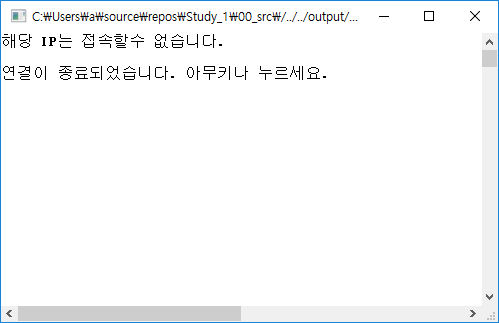 C:₩Users₩a₩source₩repos₩Study_1₩00_src₩/../../output/...
해당 IP는 접속할수 없습니다.
연결이 종료되었습니다. 아무키나 누르세요.